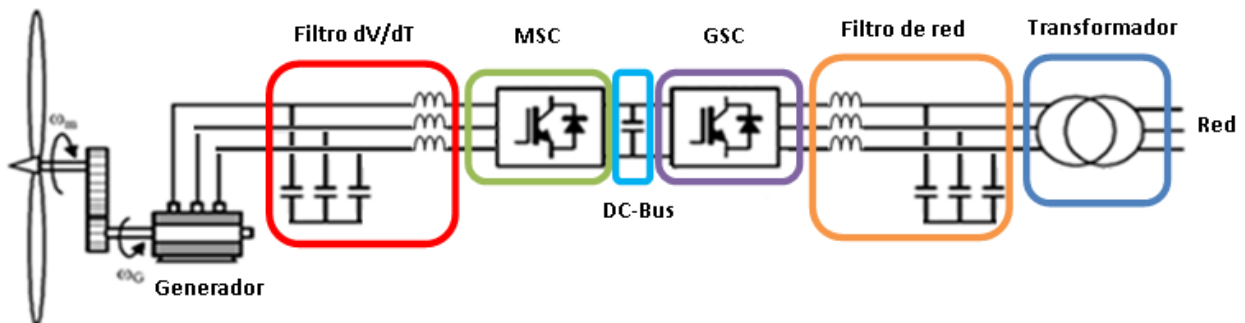 Filtro dV/dT
MSC
GSC
Filtro de red
Transformador
ωm
Red
DC-Bus
ωG
Generador